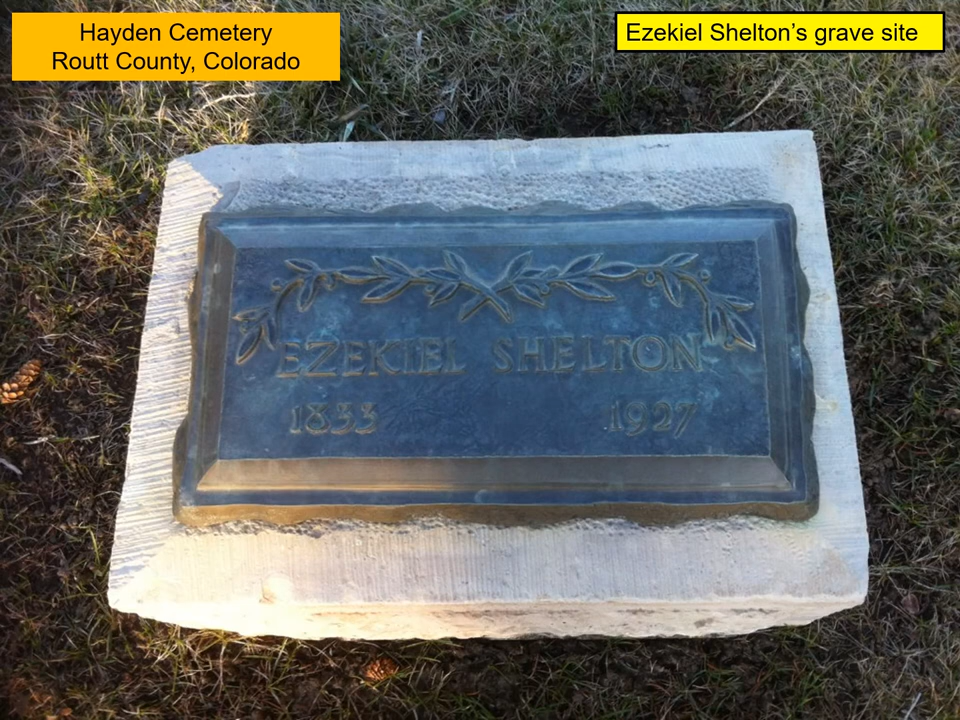 Hayden Cemetery
Routt County, Colorado
Ezekiel Shelton’s grave site
EZEKIEL SHELTON
1833 1927